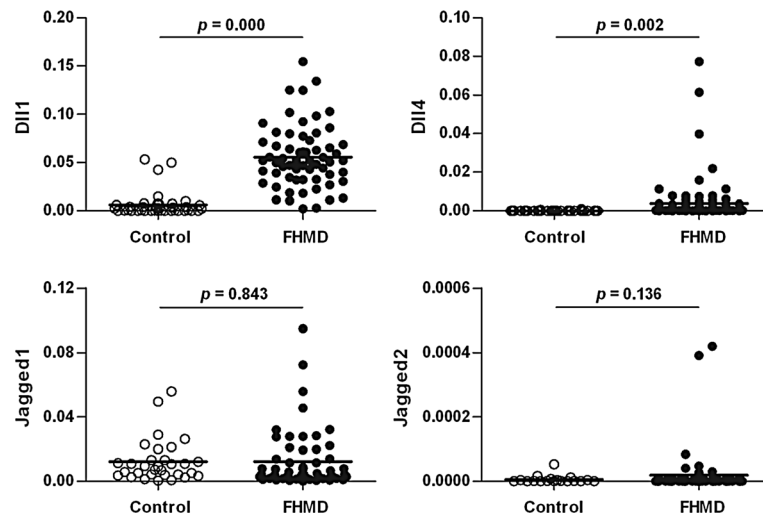 0.20
0.15
0.10
0.05
0.00
Dll1
p = 0.000
Control FHMD
0.10
0.08
0.06
0.04
0.02
0.00
Dll4
p = 0.002
Control FHMD
0.12
0.08
0.04
0.00
Jagged1
p = 0.843
Control FHMD
0.0006
0.0004
0.0002
0.0000
Jagged2
p = 0.136
Control FHMD